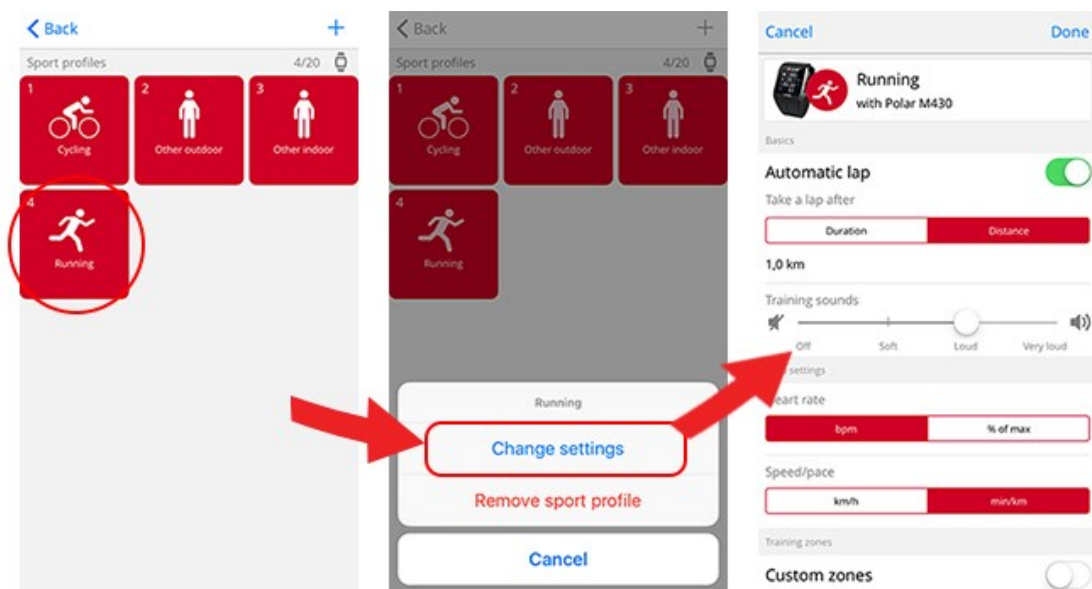 Back
Sport profiles 4/20
1 2 3
Cycling Other outdoor Other indoor
4
Running
Back
Sport profiles 4/20
1 2 3
Cycling Other outdoor Other indoor
4
Running
Running
Change settings
Remove sport profile
Cancel
Cancel Done
Running
with Polar M430
Basics
Automatic lap
Take a lap after
Duration Distance
1,0 km
Training sounds
Off Soft Loud Very loud
settings
eart rate
bpm % of max
Speed/pace
km/h min/km
Training zones
Custom zones